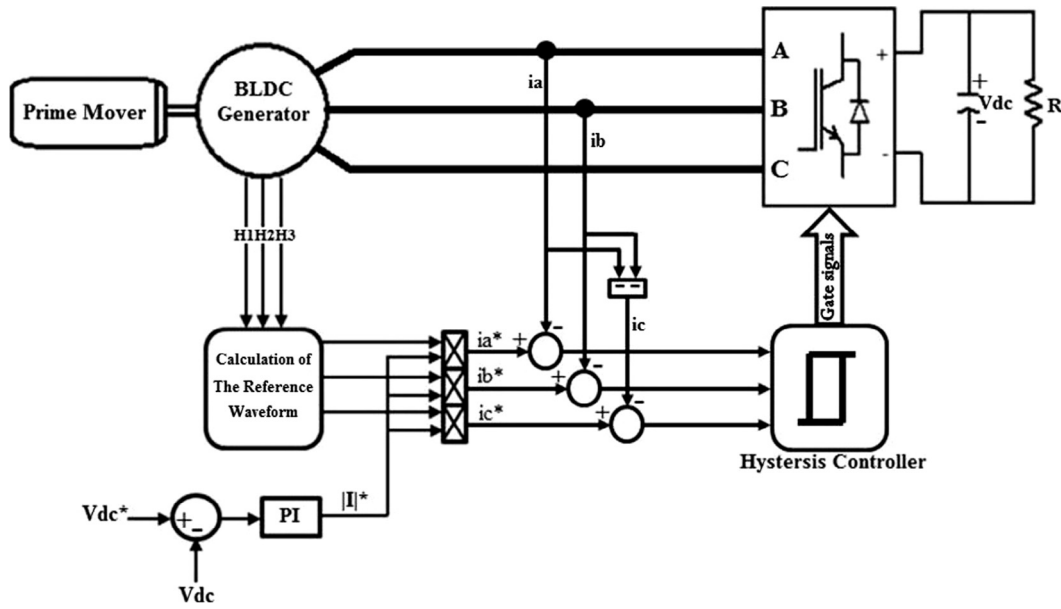 Prime Mover
BLDC
Generator
A
B
C
ia
ib
+
-
+
Vdc
-
R
H1H2H3
Gate signals
- -
ic
Calculation of
The Reference
Waveform
ia*
ib*
ic*
+
-
+
-
+
-
Hystersis Controller
Vdc*
+
-
PI
|I|*
Vdc